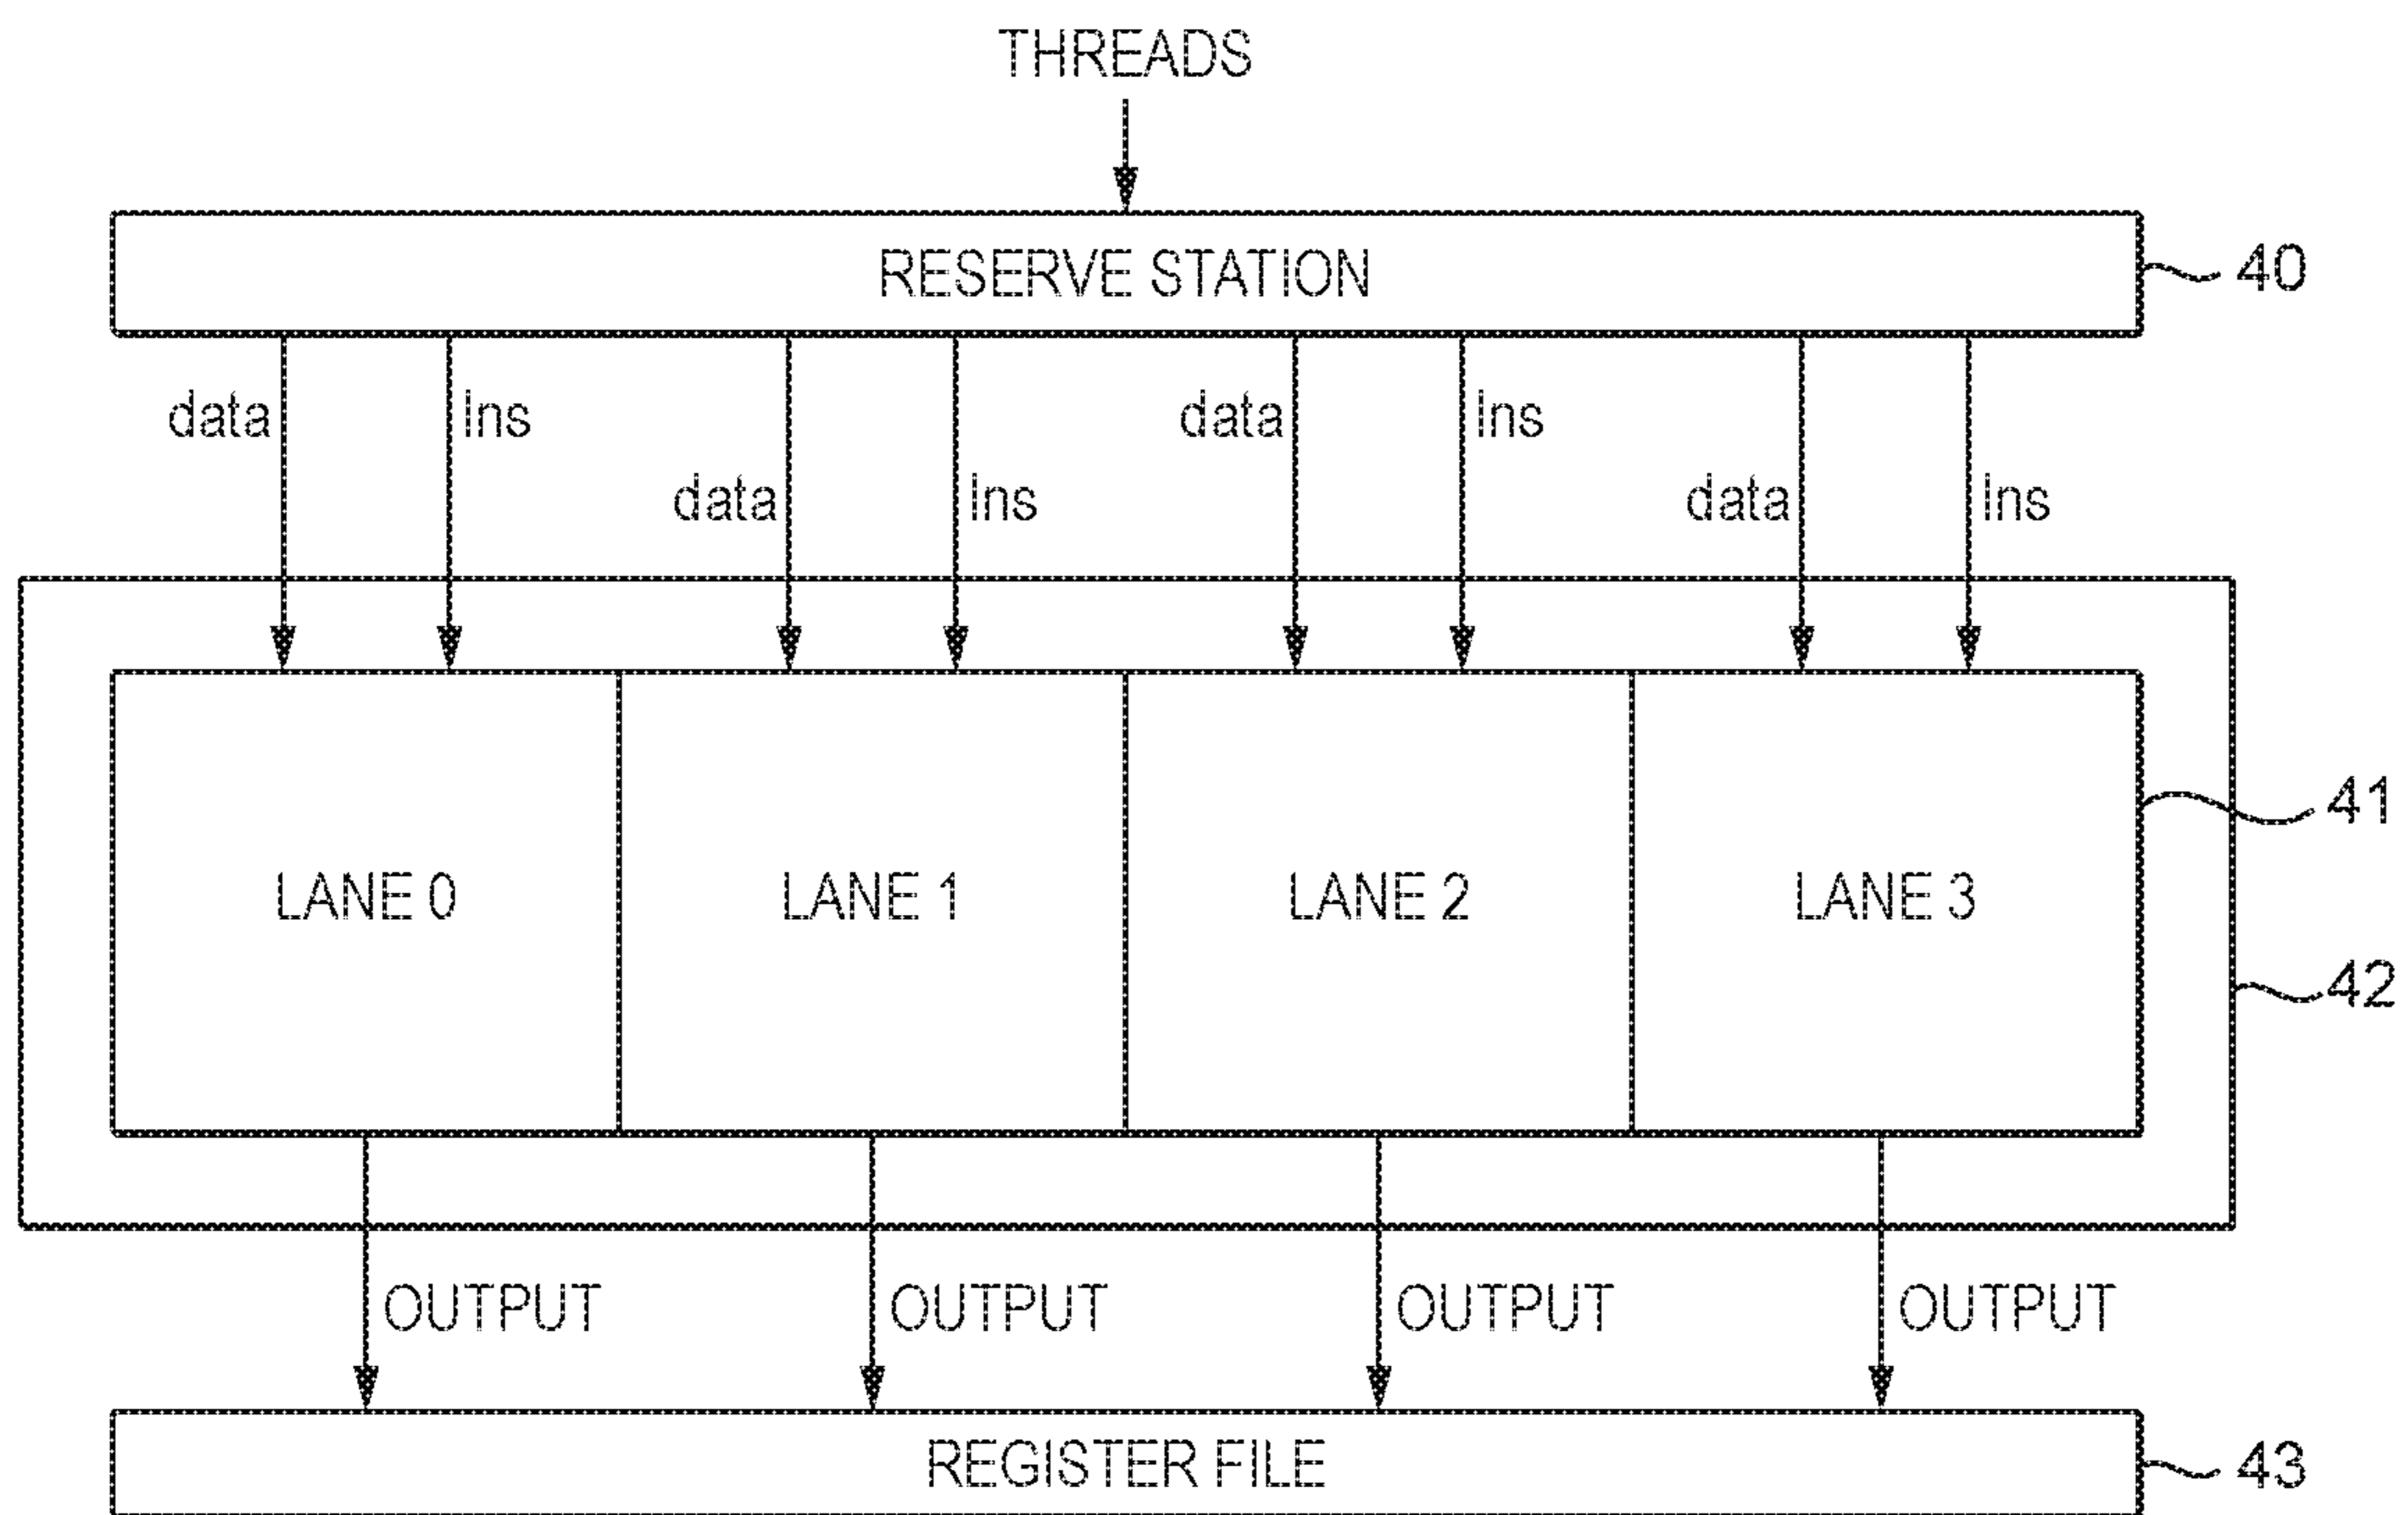 THREADS
RESERVE STATION 40
data Ins data Ins
data Ins data Ins
41
LANE 0 LANE 1 LANE 2 LANE 3
42
OUTPUT OUTPUT OUTPUT OUTPUT
REGISTER FILE 43